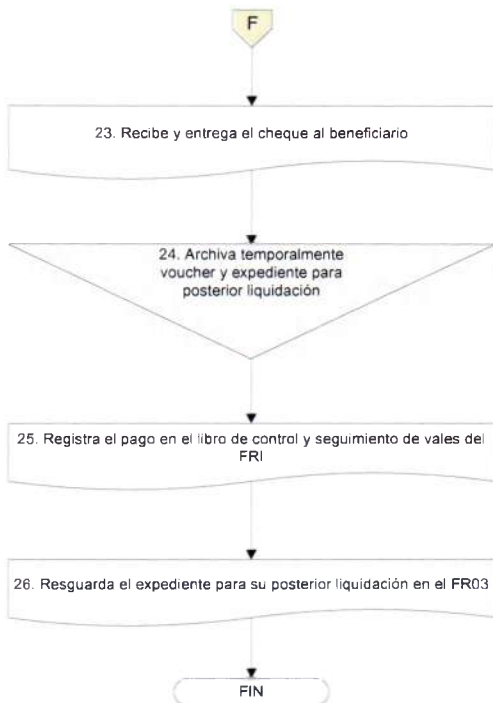 F
23. Recibe y entrega el cheque al beneficiario
24. Archiva temporalmente
voucher y expediente para
posterior liquidación
25. Registra el pago en el libro de control y seguimiento de vales del
FRI
26. Resguarda el expediente para su posterior liquidación en el FR03
FIN